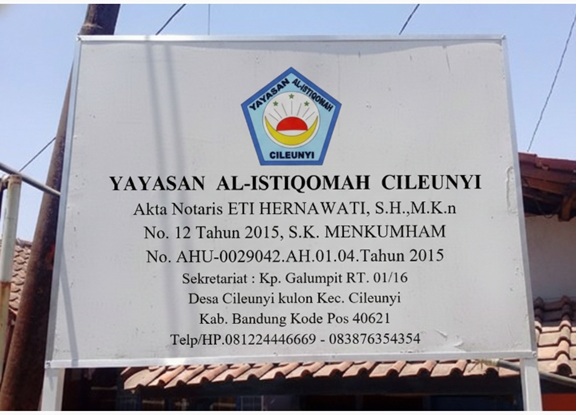 YAYASAN AL-ISTIQOMAH
CILEUNYI
YAYASAN AL-ISTIQOMAH CILEUNYI
Akta Notaris ETI HERNAWATI, S.H.,M.K.n
No. 12 Tahun 2015, S.K. MENKUMHAM
No. AHU-0029042.AH.01.04.Tahun 2015
Sekretariat : Kp. Galumpit RT. 01/16
Desa Cileunyi kulon Kec. Cileunyi
Kab. Bandung Kode Pos 40621
Telp/HP.081224446669 - 083876354354